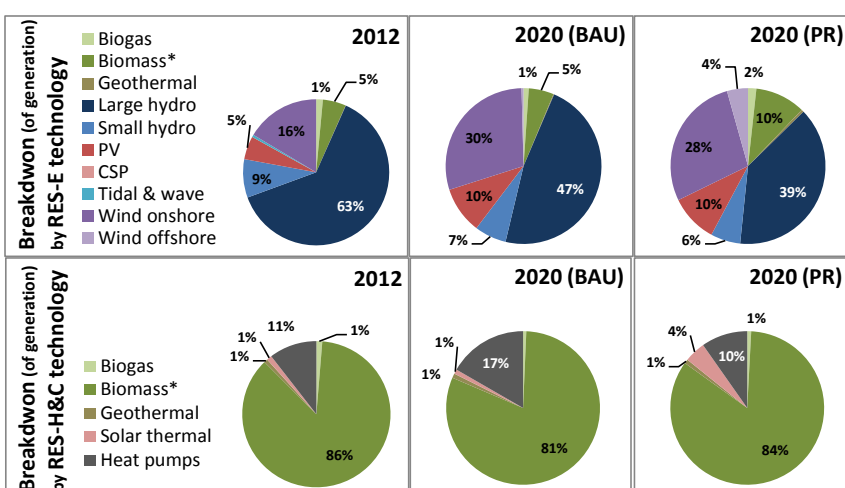 Breakdwon (of generation)
by RES-E technology
Biogas
Biomass*
Geothermal
Large hydro
Small hydro
PV
CSP
Tidal & wave
Wind onshore
Wind offshore
2012
1%
5%
63%
9%
5%
16%
2020 (BAU)
1%
5%
47%
7%
10%
30%
2020 (PR)
4%
2%
10%
39%
6%
10%
28%
Breakdwon (of generation)
by RES-H&C technology
Biogas
Biomass*
Geothermal
Solar thermal
Heat pumps
2012
11%
1%
1%
1%
86%
2020 (BAU)
1%
1%
17%
81%
2020 (PR)
1%
4%
1%
10%
84%